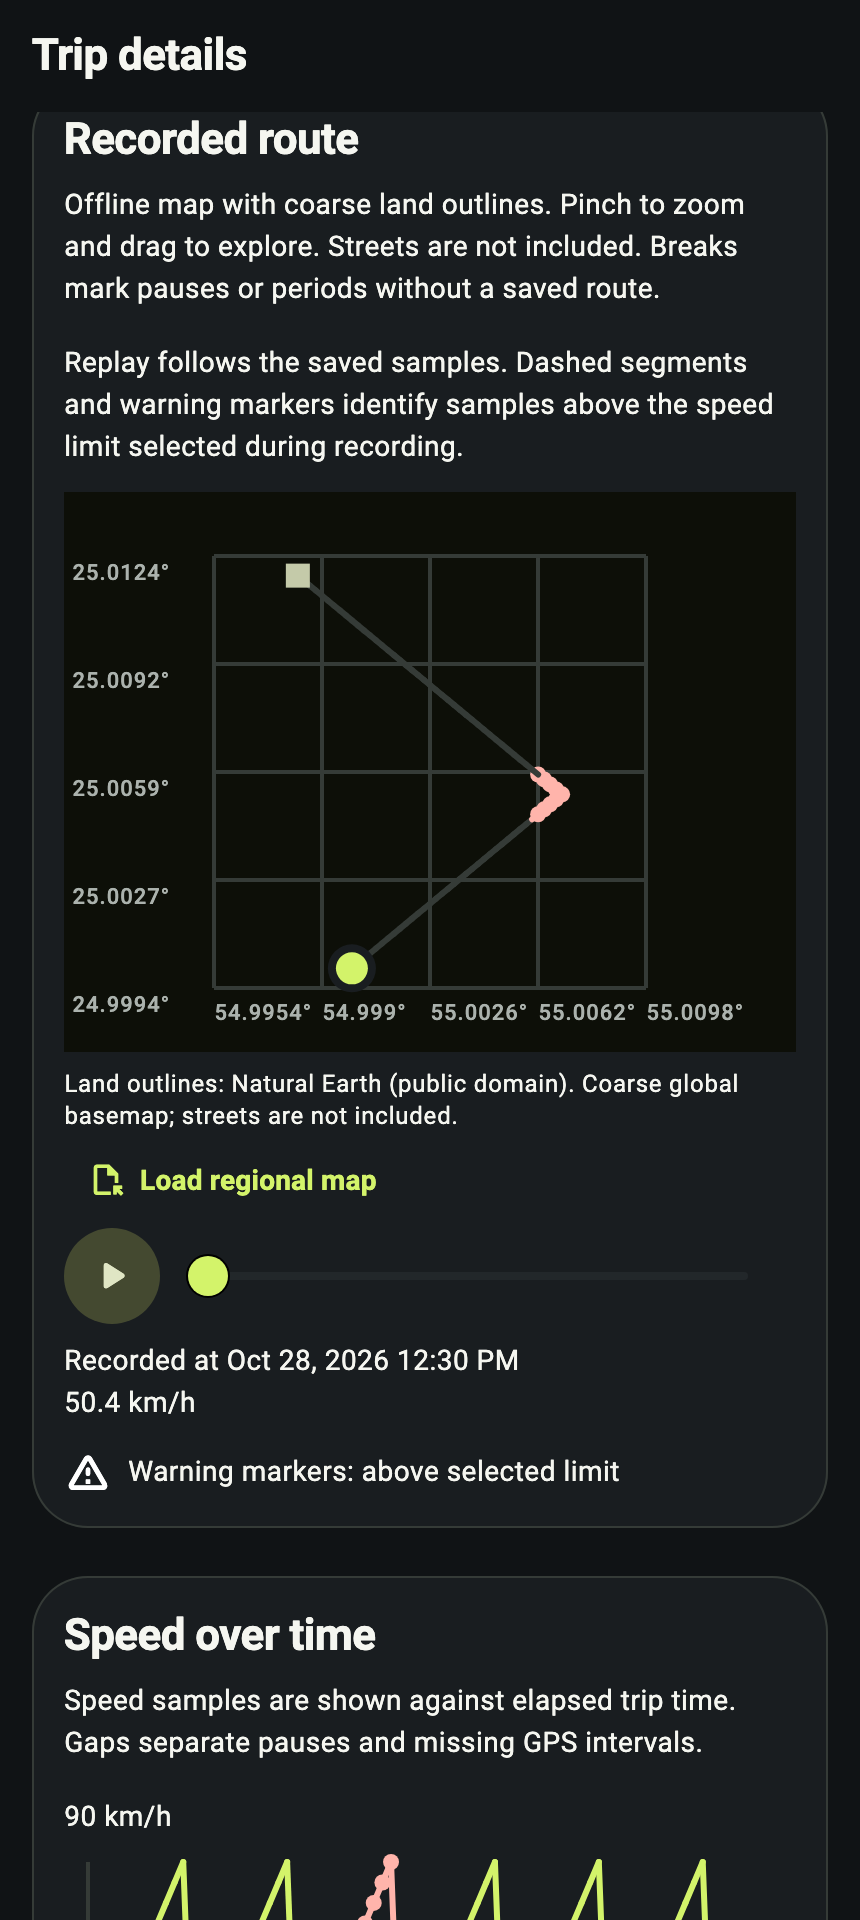 Trip details
Recorded route
Offline map with coarse land outlines. Pinch to zoom
and drag to explore. Streets are not included. Breaks
mark pauses or periods without a saved route.
Replay follows the saved samples. Dashed segments
and warning markers identify samples above the speed
limit selected during recording.
25.0124°
25.0092°
25.0059°
25.0027°
24.9994°
54.9954° 54.999° 55.0026° 55.0062° 55.0098°
Land outlines: Natural Earth (public domain). Coarse global
basemap; streets are not included.
Load regional map
Recorded at Oct 28, 2026 12:30 PM
50.4 km/h
Warning markers: above selected limit
Speed over time
Speed samples are shown against elapsed trip time.
Gaps separate pauses and missing GPS intervals.
90 km/h